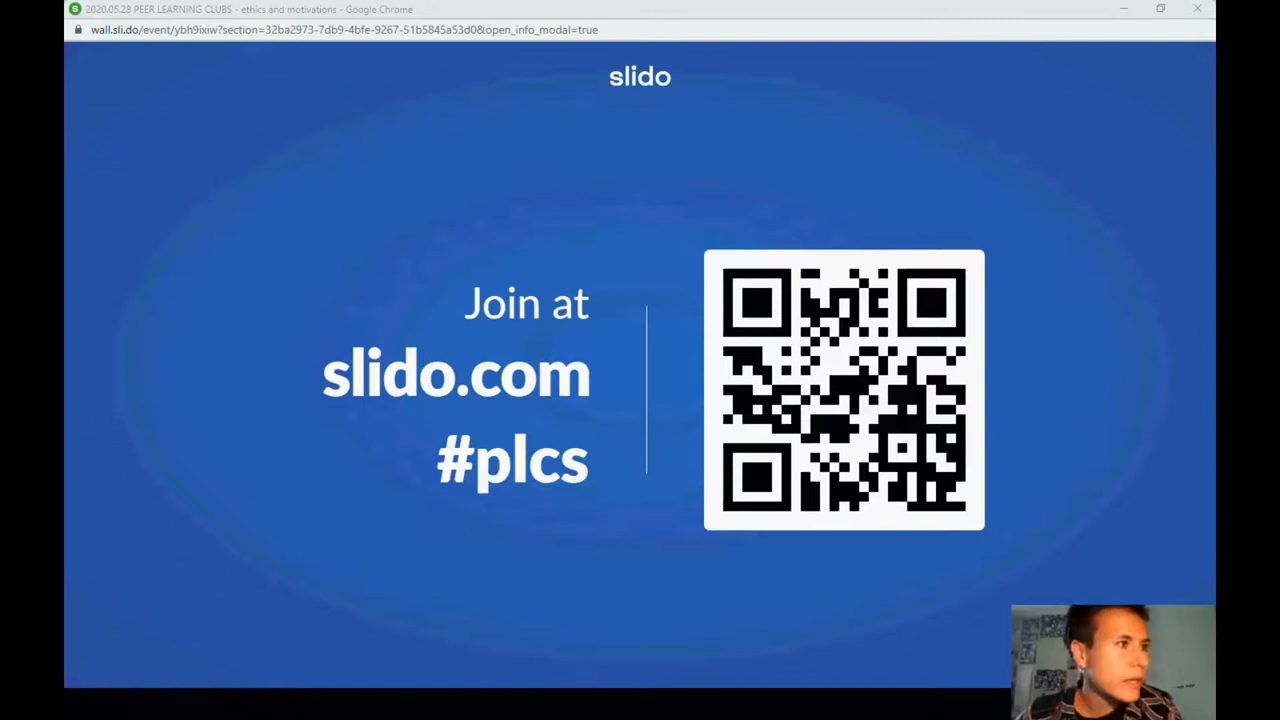 2020.05.28 PEER LEARNING CLUBS - ethics and motivations - Google Chrome
wall.sli.do/event/ybh9ixiw?section=32ba2973-7db9-4bfe-9267-51b5845a53d0&open_info_modal=true
slido
Join at
slido.com
#plcs